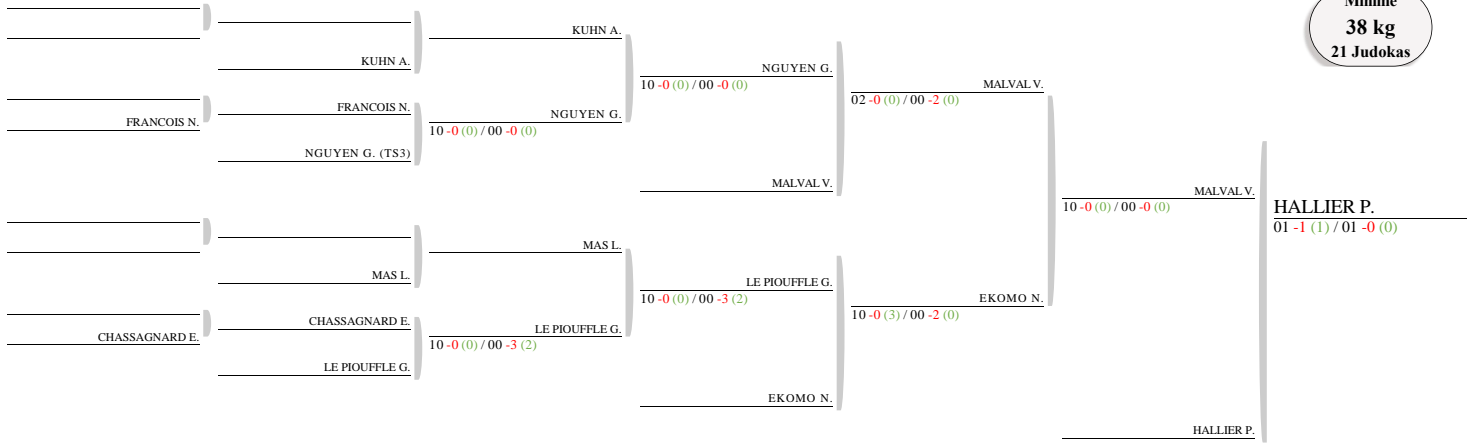 Minime
38 kg
21 Judokas
KUHN A.
KUHN A.
FRANCOIS N.
FRANCOIS N.
NGUYEN G. (TS3)
NGUYEN G.
10 -0 (0) / 00 -0 (0)
NGUYEN G.
10 -0 (0) / 00 -0 (0)
MALVAL V.
MALVAL V.
02 -0 (0) / 00 -2 (0)
MAS L.
MAS L.
CHASSAGNARD E.
CHASSAGNARD E.
LE PIOUFFLE G.
LE PIOUFFLE G.
10 -0 (0) / 00 -3 (2)
LE PIOUFFLE G.
10 -0 (0) / 00 -3 (2)
EKOMO N.
EKOMO N.
10 -0 (3) / 00 -2 (0)
MALVAL V.
10 -0 (0) / 00 -0 (0)
HALLIER P.
HALLIER P.
01 -1 (1) / 01 -0 (0)